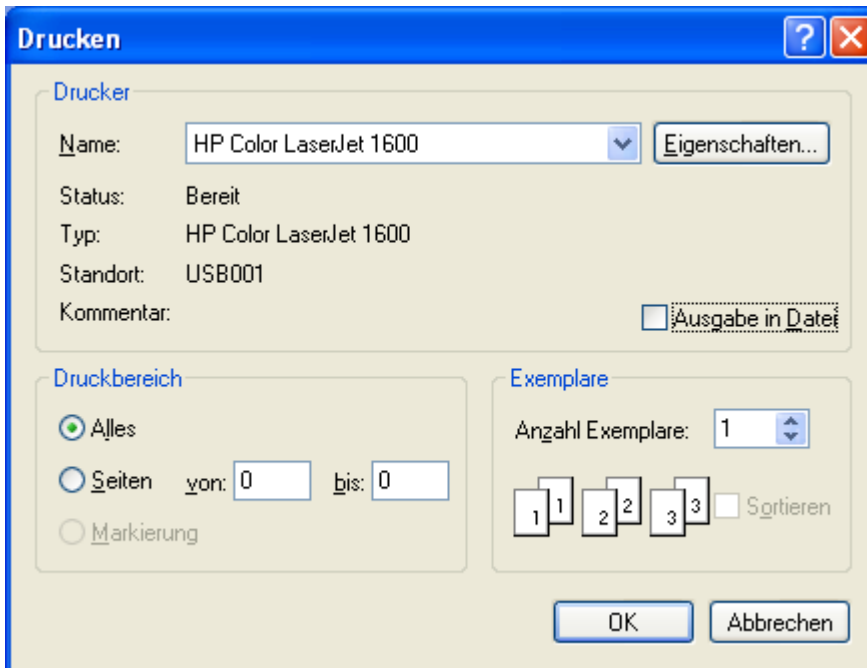 Drucken
Drucker
Name: HP Color LaserJet 1600 Eigenschaften...
Status: Bereit
Typ: HP Color LaserJet 1600
Standort: USB001
Kommentar: Ausgabe in Datei
Druckbereich
Alles
Seiten von: 0 bis: 0
Markierung
Exemplare
Anzahl Exemplare: 1
1 1 2 2 3 3 Sortieren
OK Abbrechen